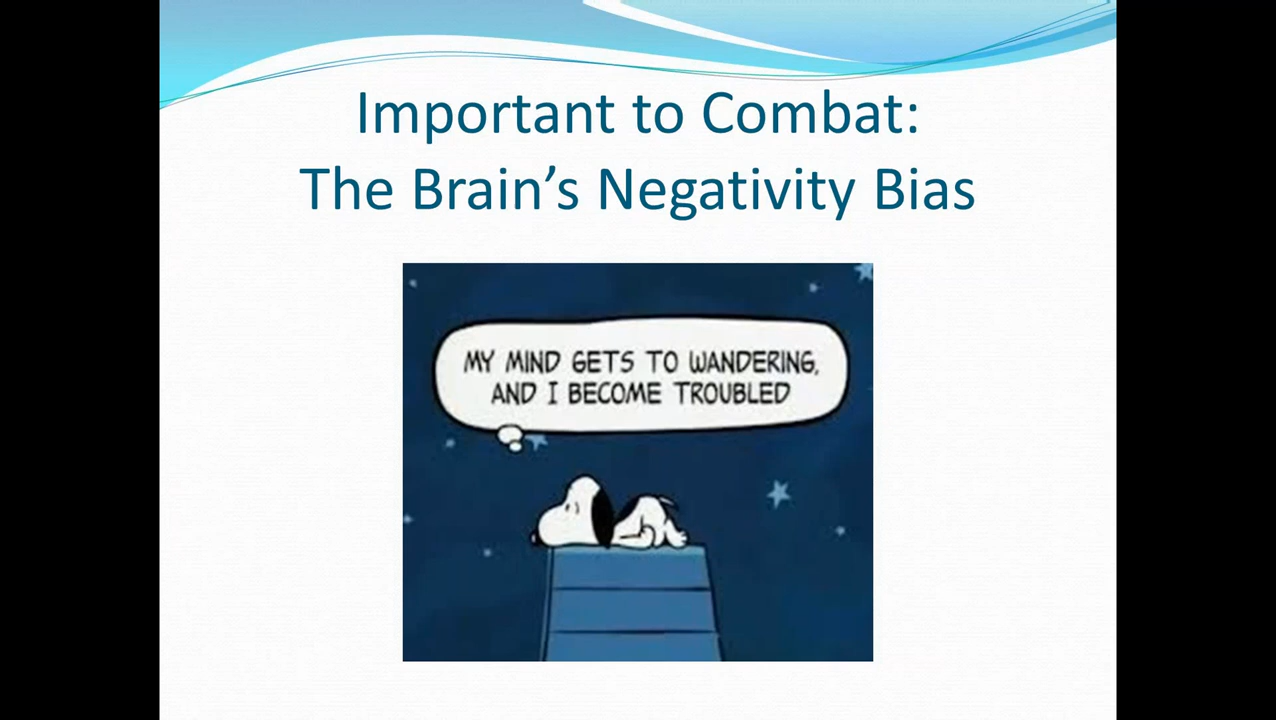 Important to Combat:
The Brain’s Negativity Bias
MY MIND GETS TO WANDERING,
AND I BECOME TROUBLED